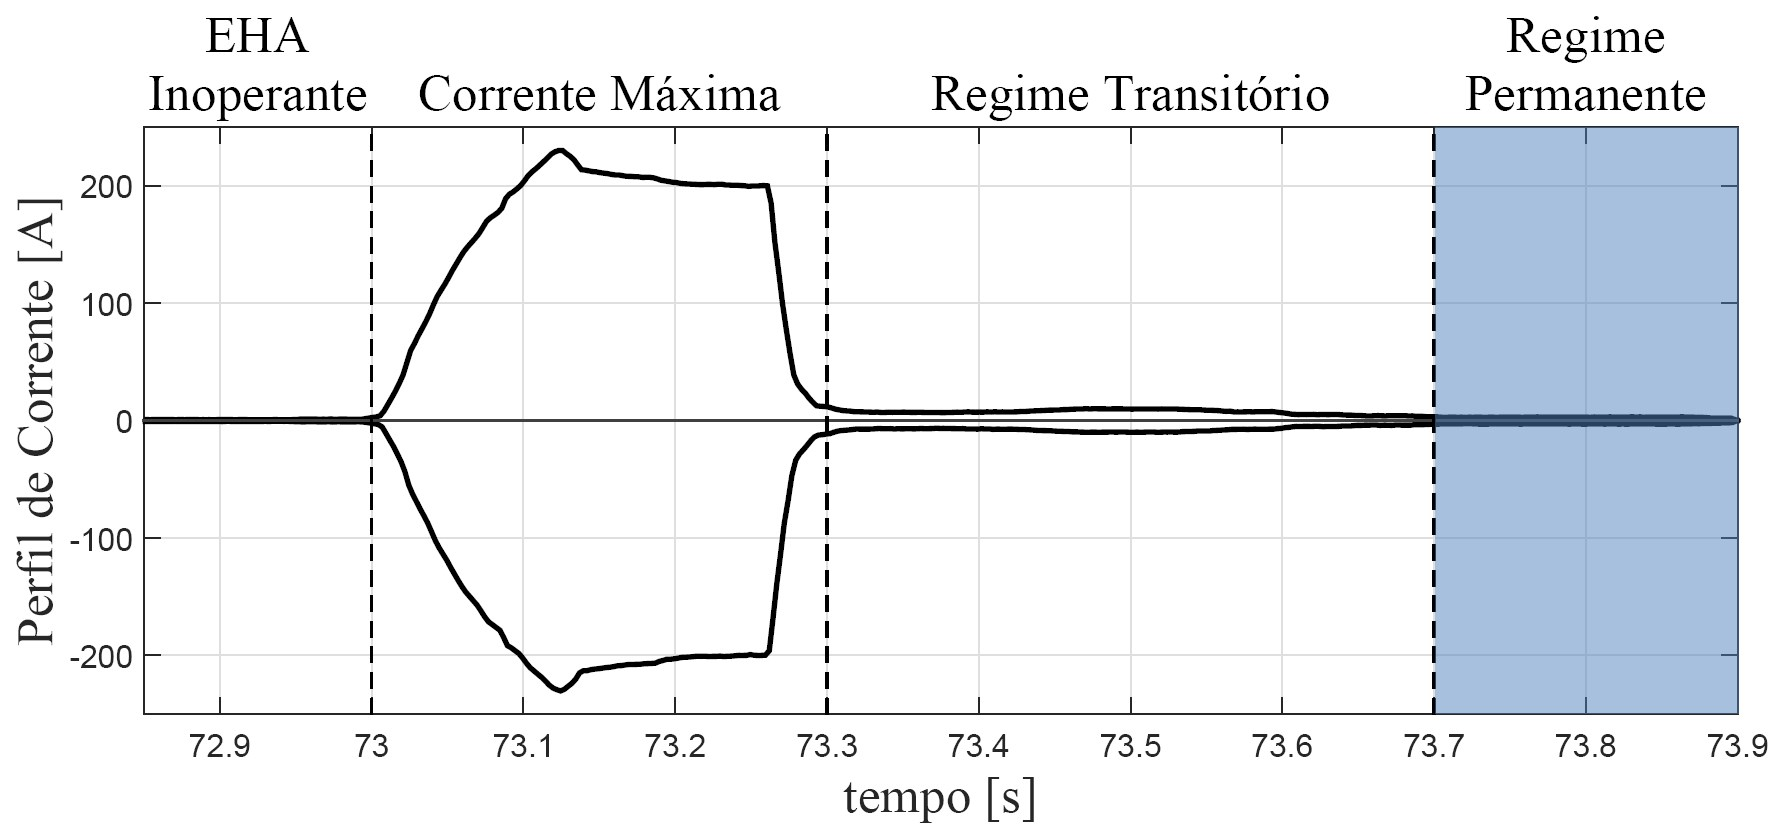 EHA
Inoperante
Corrente Máxima
Regime Transitório
Regime
Permanente
Perfil de Corrente [A]
200
100
0
-100
-200
72.9
73
73.1
73.2
73.3
73.4
73.5
73.6
73.7
73.8
73.9
tempo [s]